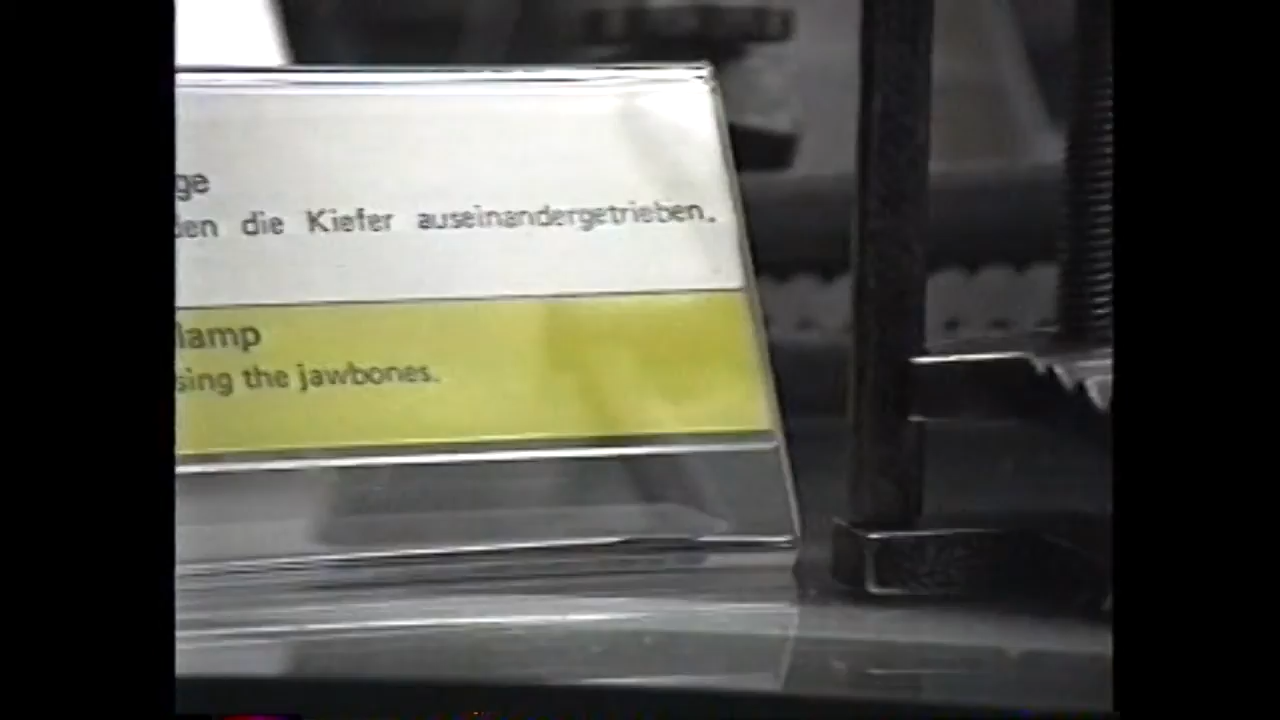 ge
den die Kiefer auseinandergetrieben.
lamp
sing the jawbones.